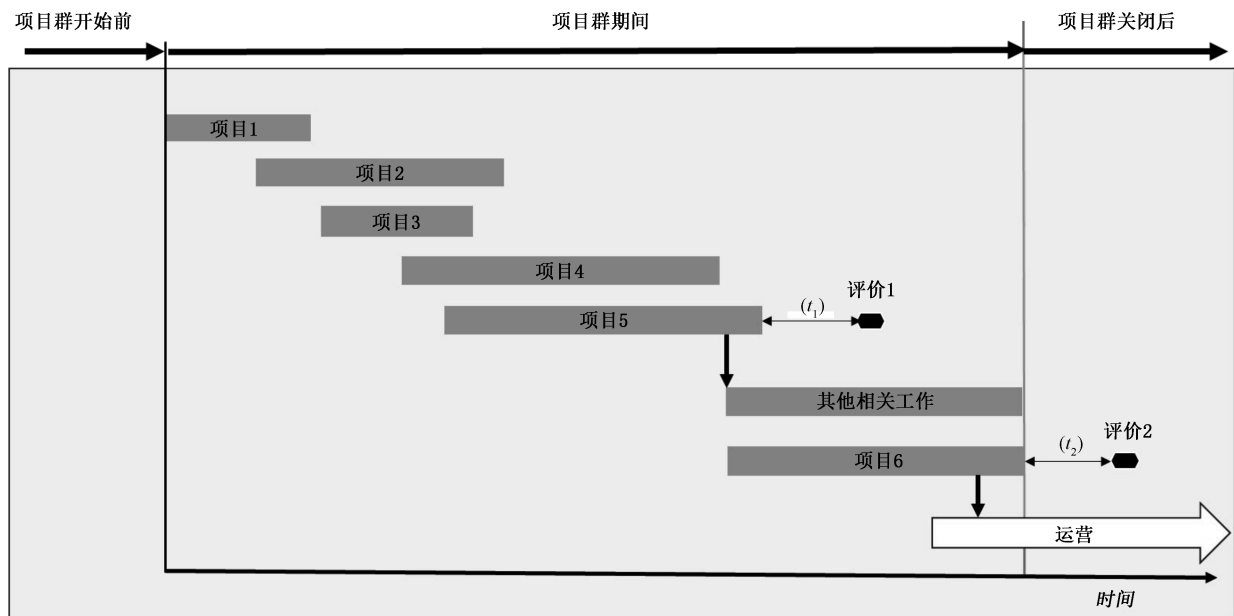 项目群开始前
项目群期间
项目群关闭后
项目1
项目2
项目3
项目4
项目5
(t₁)
评价1
其他相关工作
项目6
(t₂)
评价2
运营
时间